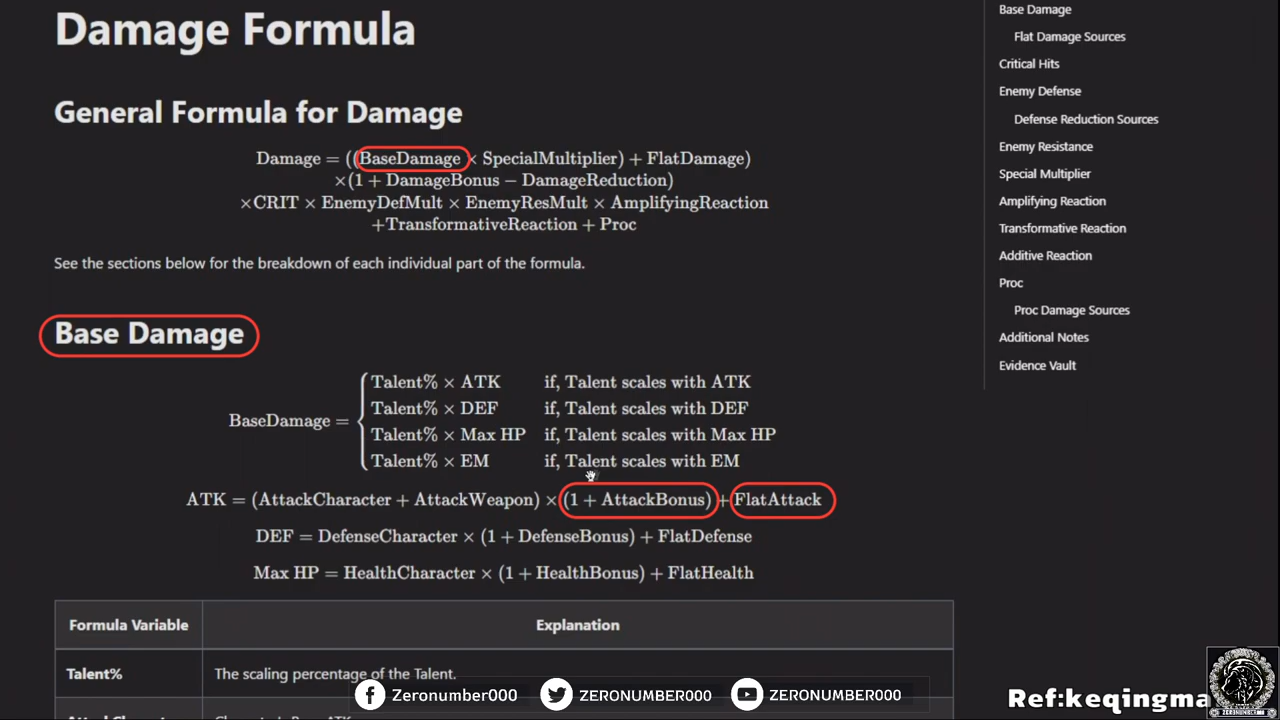 Damage Formula
General Formula for Damage
Damage = ((BaseDamage × SpecialMultiplier) + FlatDamage)
×(1 + DamageBonus − DamageReduction)
×CRIT × EnemyDefMult × EnemyResMult × AmplifyingReaction
+TransformativeReaction + Proc
See the sections below for the breakdown of each individual part of the formula.
Base Damage
BaseDamage =
Talent% × ATK if, Talent scales with ATK
Talent% × DEF if, Talent scales with DEF
Talent% × Max HP if, Talent scales with Max HP
Talent% × EM if, Talent scales with EM
ATK = (AttackCharacter + AttackWeapon) × (1 + AttackBonus) + FlatAttack
DEF = DefenseCharacter × (1 + DefenseBonus) + FlatDefense
Max HP = HealthCharacter × (1 + HealthBonus) + FlatHealth
Formula Variable Explanation
Talent% The scaling percentage of the Talent.
Base Damage
Flat Damage Sources
Critical Hits
Enemy Defense
Defense Reduction Sources
Enemy Resistance
Special Multiplier
Amplifying Reaction
Transformative Reaction
Additive Reaction
Proc
Proc Damage Sources
Additional Notes
Evidence Vault
Zeronumber000 ZERONUMBER000 ZERONUMBER000
Ref:keqingma